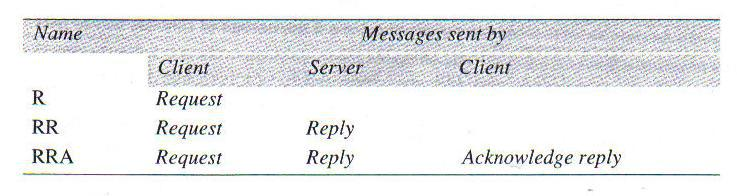 Name Messages sent by
Client Server Client
R Request
RR Request Reply
RRA Request Reply Acknowledge reply